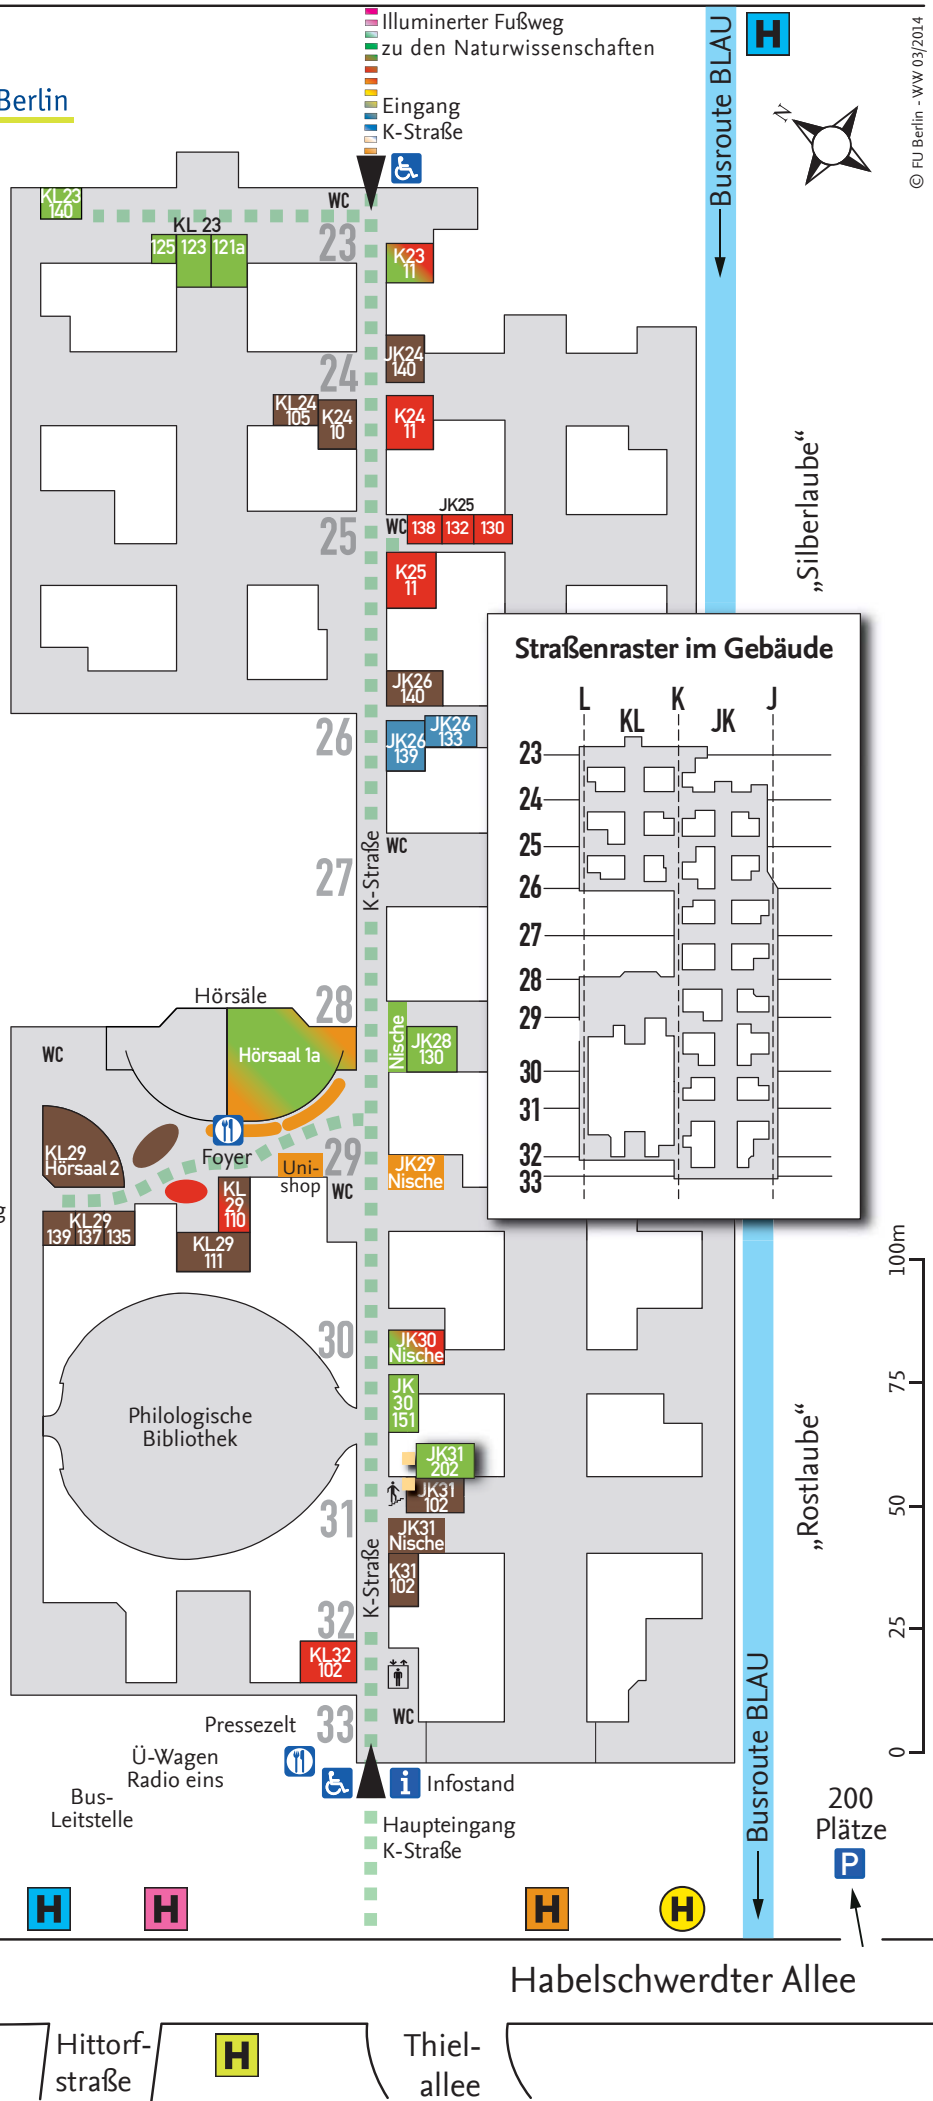 Illuminerter Fußweg
zu den Naturwissenschaften
Eingang
K-Straße
Busroute BLAU
H
N
© FU Berlin - WW 03/2014
Berlin
WC
KL23
140
KL 23
125 123 121a
23
K23
11
JK24
140
24
KL24
105
K24
10
K24
11
JK25
WC 138 132 130
25
K25
11
„Silberlaube“
JK26
140
26
JK26
139
JK26
133
K-Straße
WC
27
Straßenraster im Gebäude
L K J
KL JK
23
24
25
26
27
28
29
30
31
32
33
Hörsäle
28
WC
Hörsaal 1a
Nische
JK28
130
KL29
Hörsaal 2
Foyer
Uni-
shop
29
WC
JK29
Nische
KL
29
110
KL29
139 137 135
KL29
111
30
JK30
Nische
JK
30
151
Philologische
Bibliothek
JK31
202
JK31
102
31
JK31
Nische
K-Straße
K31
102
32
KL32
102
WC
33
100m
75
50
25
0
„Rostlaube“
Busroute BLAU
Pressezelt
Ü-Wagen
Radio eins
Bus-
Leitstelle
i Infostand
Haupteingang
K-Straße
200
Plätze
P
H H H H
Habelschwerdter Allee
Hittorf-
straße
H
Thiel-
allee